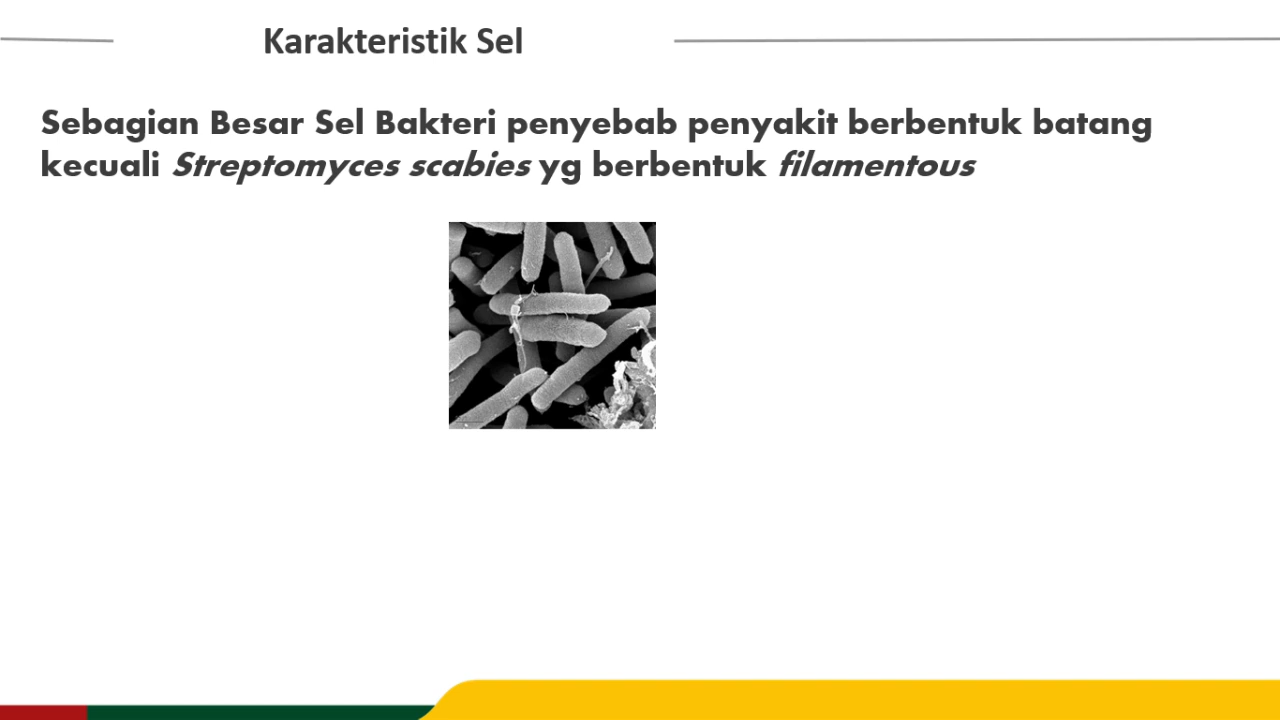 Karakteristik Sel
Sebagian Besar Sel Bakteri penyebab penyakit berbentuk batang
kecuali Streptomyces scabies yg berbentuk filamentous